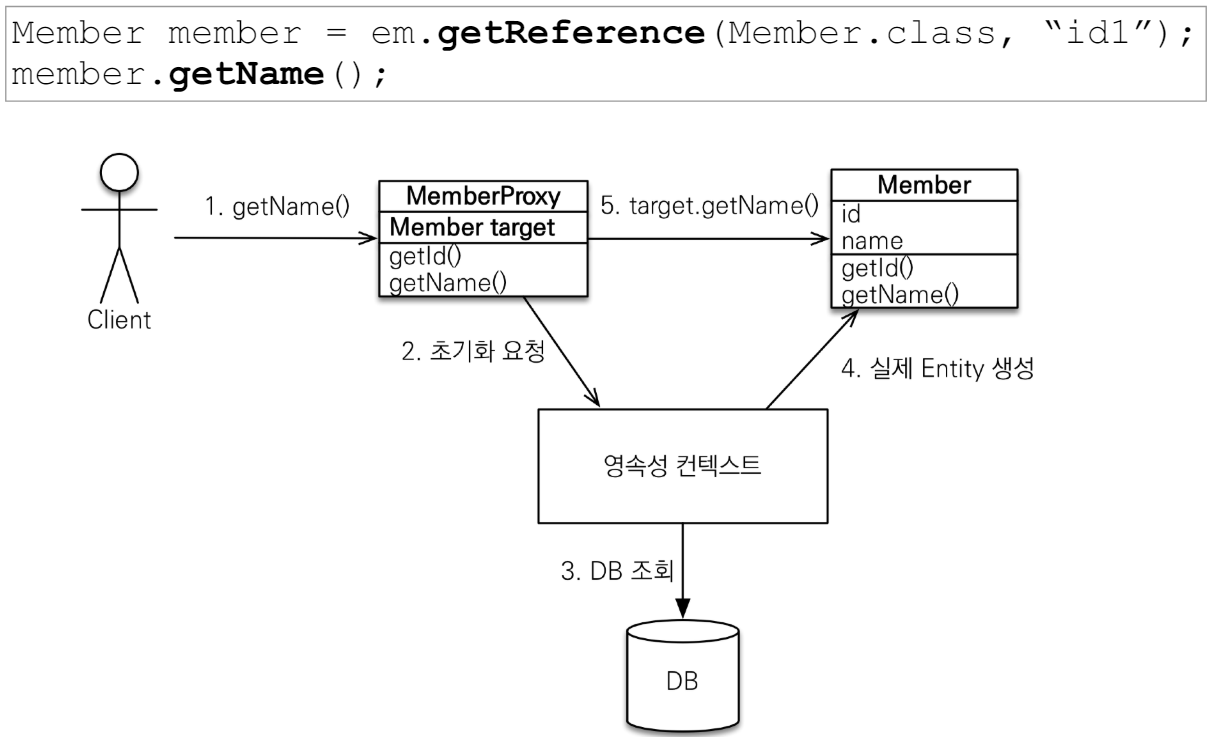 Member member = em.getReference(Member.class, “id1”);
member.getName();
1. getName()
MemberProxy
Member target
getId()
getName()
5. target.getName()
Member
id
name
getId()
getName()
Client
2. 초기화 요청
4. 실제 Entity 생성
영속성 컨텍스트
3. DB 조회
DB